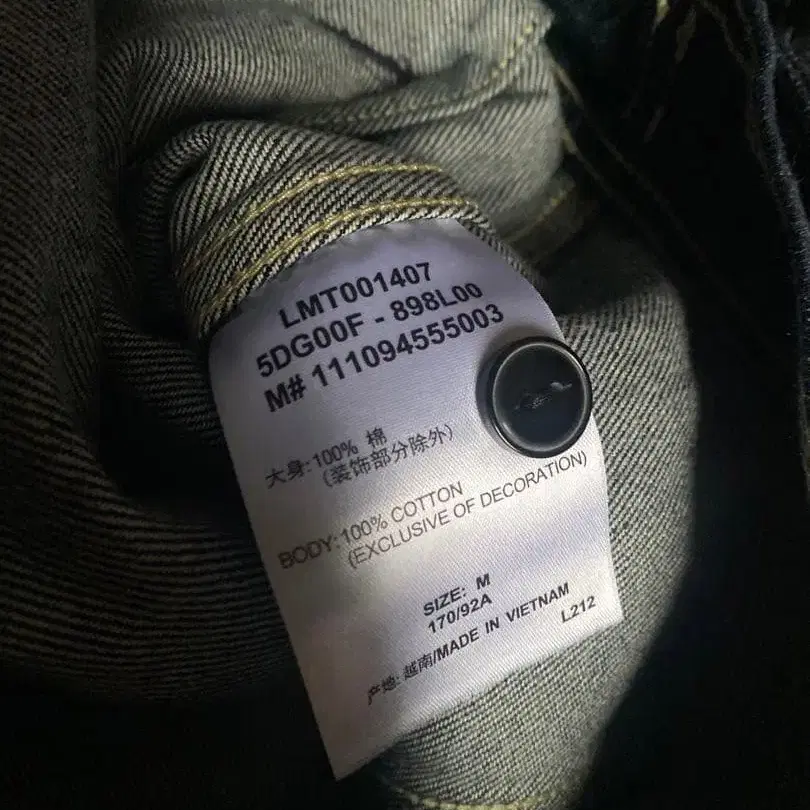 LMT001407
5DG00F - 898L00
M# 111094555003
大身:100% 棉
(装饰部分除外)
BODY: 100% COTTON
(EXCLUSIVE OF DECORATION)
SIZE: M
170/92A
产地: 越南/MADE IN VIETNAM
L212